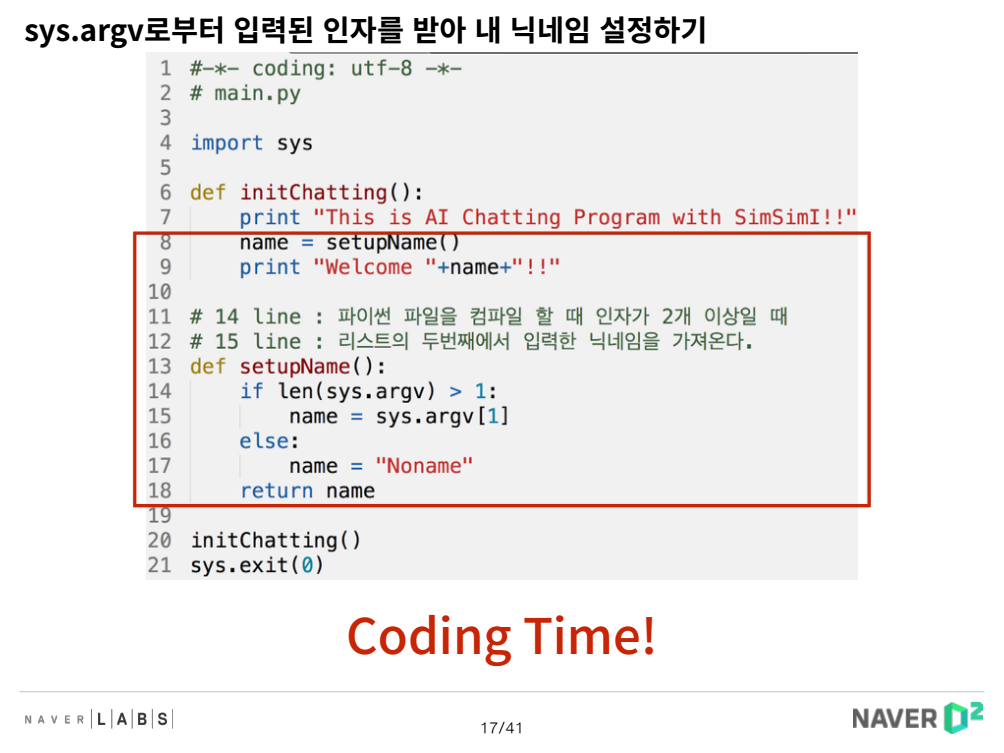 sys.argv로부터 입력된 인자를 받아 내 닉네임 설정하기
1 #-*- coding: utf-8 -*-
2 # main.py
3
4 import sys
5
6 def initChatting():
7     print "This is AI Chatting Program with SimSimI!!"
8     name = setupName()
9     print "Welcome "+name+"!!"
10
11 # 14 line : 파이썬 파일을 컴파일 할 때 인자가 2개 이상일 때
12 # 15 line : 리스트의 두번째에서 입력한 닉네임을 가져온다.
13 def setupName():
14     if len(sys.argv) > 1:
15         name = sys.argv[1]
16     else:
17         name = "Noname"
18     return name
19
20 initChatting()
21 sys.exit(0)
Coding Time!
NAVER LABS
17/41
NAVER D2